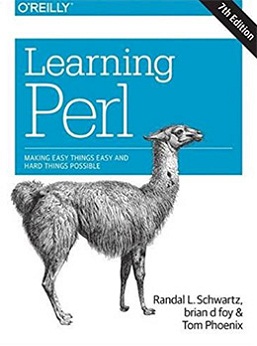 O'REILLY®
7th Edition
Learning
Perl
MAKING EASY THINGS EASY AND
HARD THINGS POSSIBLE
Randal L. Schwartz,
brian d foy &
Tom Phoenix